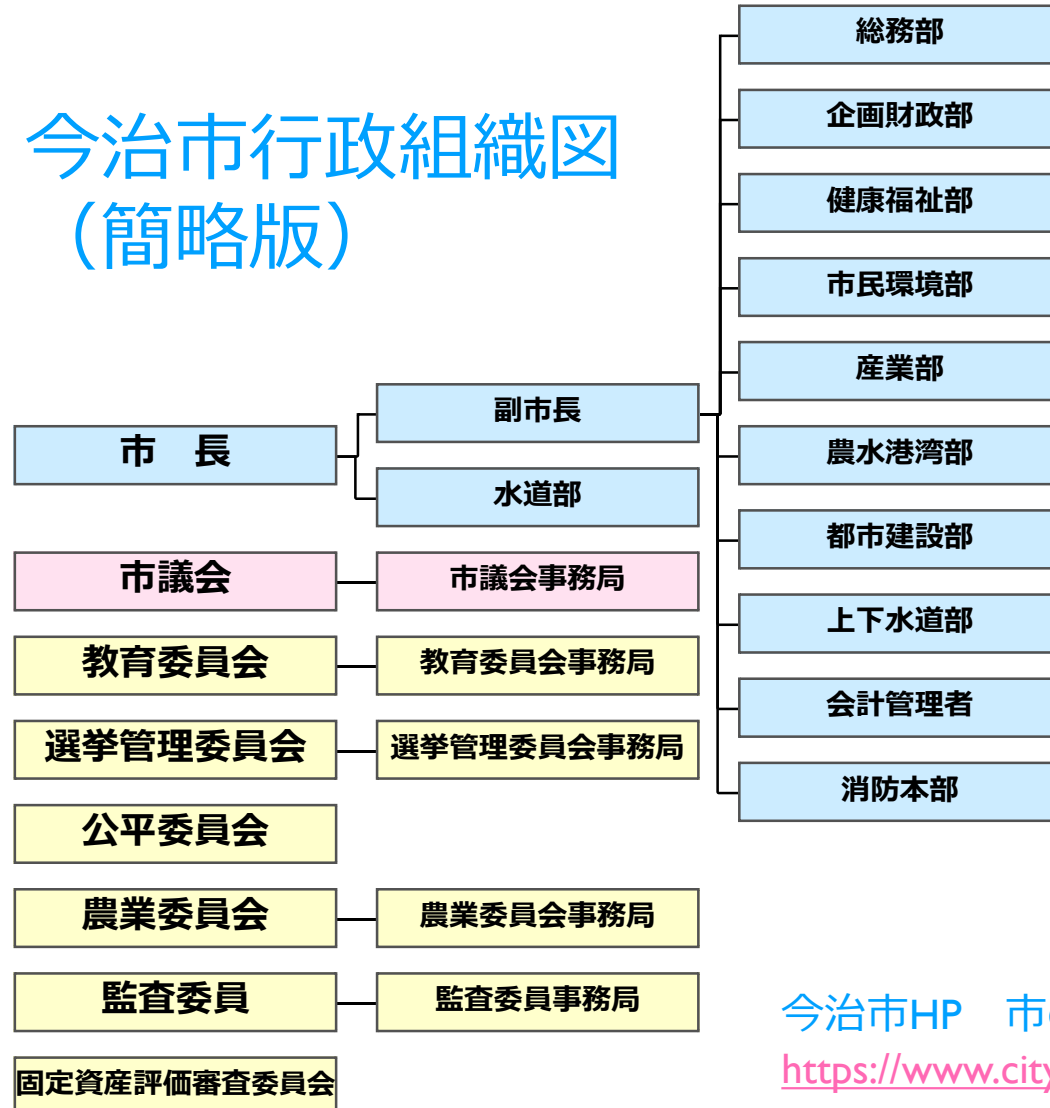 今治市行政組織図
（簡略版）
総務部
企画財政部
健康福祉部
市民環境部
産業部
農水港湾部
都市建設部
上下水道部
会計管理者
消防本部
副市長
市　長
水道部
市議会
市議会事務局
教育委員会
教育委員会事務局
選挙管理委員会
選挙管理委員会事務局
公平委員会
農業委員会
農業委員会事務局
監査委員
監査委員事務局
固定資産評価審査委員会
今治市HP　市
https://www.city